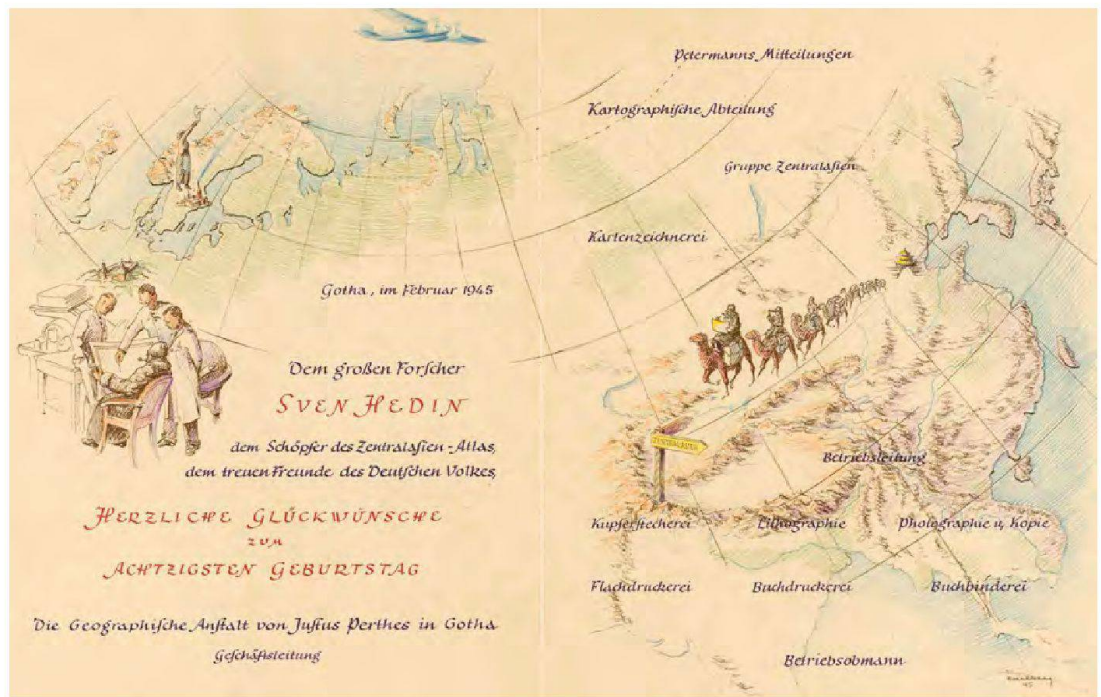 Gotha, im Februar 1945
Dem großen Forscher
SVEN HEDIN
dem Schöpfer des Zentralasien-Atlas,
dem treuen Freunde des Deutschen Volkes,
HERZLICHE GLÜCKWÜNSCHE
ZUM
ACHTZIGSTEN GEBURTSTAG
Die Geographische Anstalt von Justus Perthes in Gotha
Geschäftsleitung
Petermanns Mitteilungen
Kartographische Abteilung
Gruppe Zentralasien
Kartenzeichnerei
Betriebsleitung
Kupferstecherei
Lithographie
Photographie u. Kopie
Flachdruckerei
Buchdruckerei
Buchbinderei
Betriebsobmann